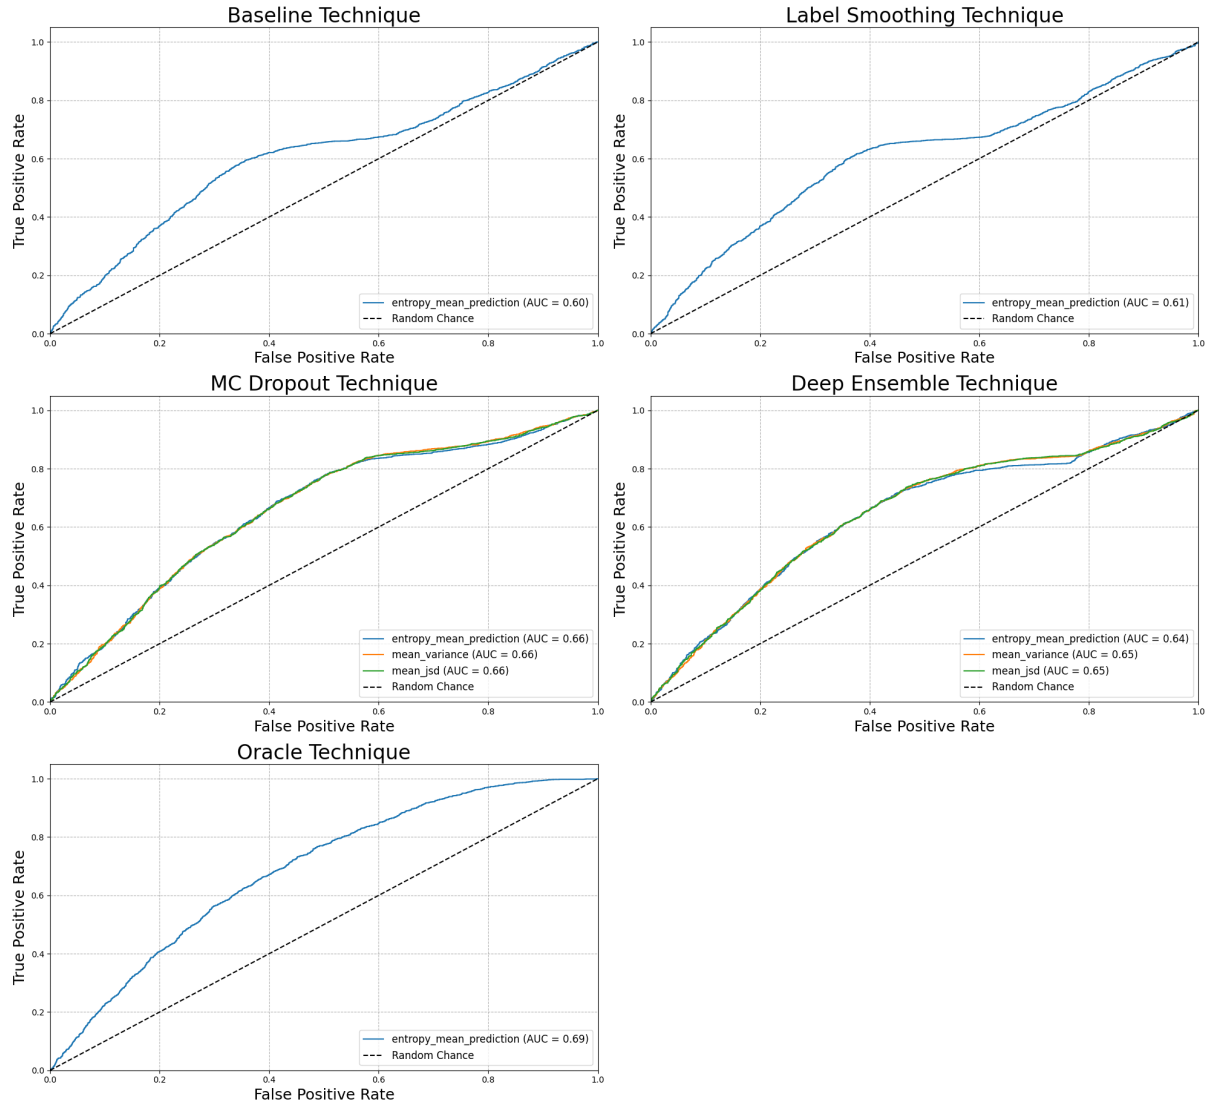 Baseline Technique
True Positive Rate
1.0
0.8
0.6
0.4
0.2
0.0
entropy_mean_prediction (AUC = 0.60)
Random Chance
0.0 0.2 0.4 0.6 0.8 1.0
False Positive Rate
Label Smoothing Technique
True Positive Rate
1.0
0.8
0.6
0.4
0.2
0.0
entropy_mean_prediction (AUC = 0.61)
Random Chance
0.0 0.2 0.4 0.6 0.8 1.0
False Positive Rate
MC Dropout Technique
True Positive Rate
1.0
0.8
0.6
0.4
0.2
0.0
entropy_mean_prediction (AUC = 0.66)
mean_variance (AUC = 0.66)
mean_jsd (AUC = 0.66)
Random Chance
0.0 0.2 0.4 0.6 0.8 1.0
False Positive Rate
Deep Ensemble Technique
True Positive Rate
1.0
0.8
0.6
0.4
0.2
0.0
entropy_mean_prediction (AUC = 0.64)
mean_variance (AUC = 0.65)
mean_jsd (AUC = 0.65)
Random Chance
0.0 0.2 0.4 0.6 0.8 1.0
False Positive Rate
Oracle Technique
True Positive Rate
1.0
0.8
0.6
0.4
0.2
0.0
entropy_mean_prediction (AUC = 0.69)
Random Chance
0.0 0.2 0.4 0.6 0.8 1.0
False Positive Rate